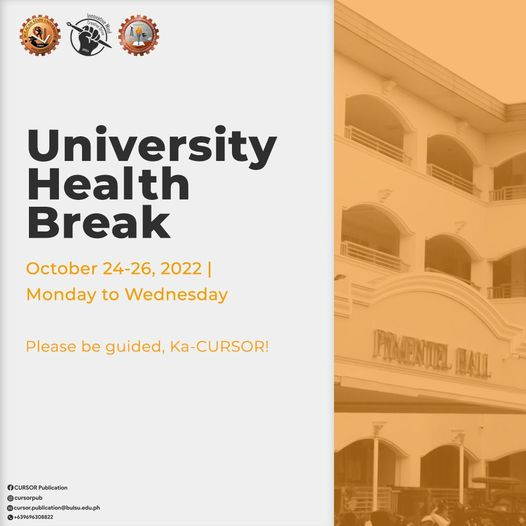 University
Health
Break
October 24-26, 2022 |
Monday to Wednesday
Please be guided, Ka-CURSOR!
PIMENTEL HALL
CURSOR Publication
cursorpub
cursor.publication@bulsu.edu.ph
+639696308822